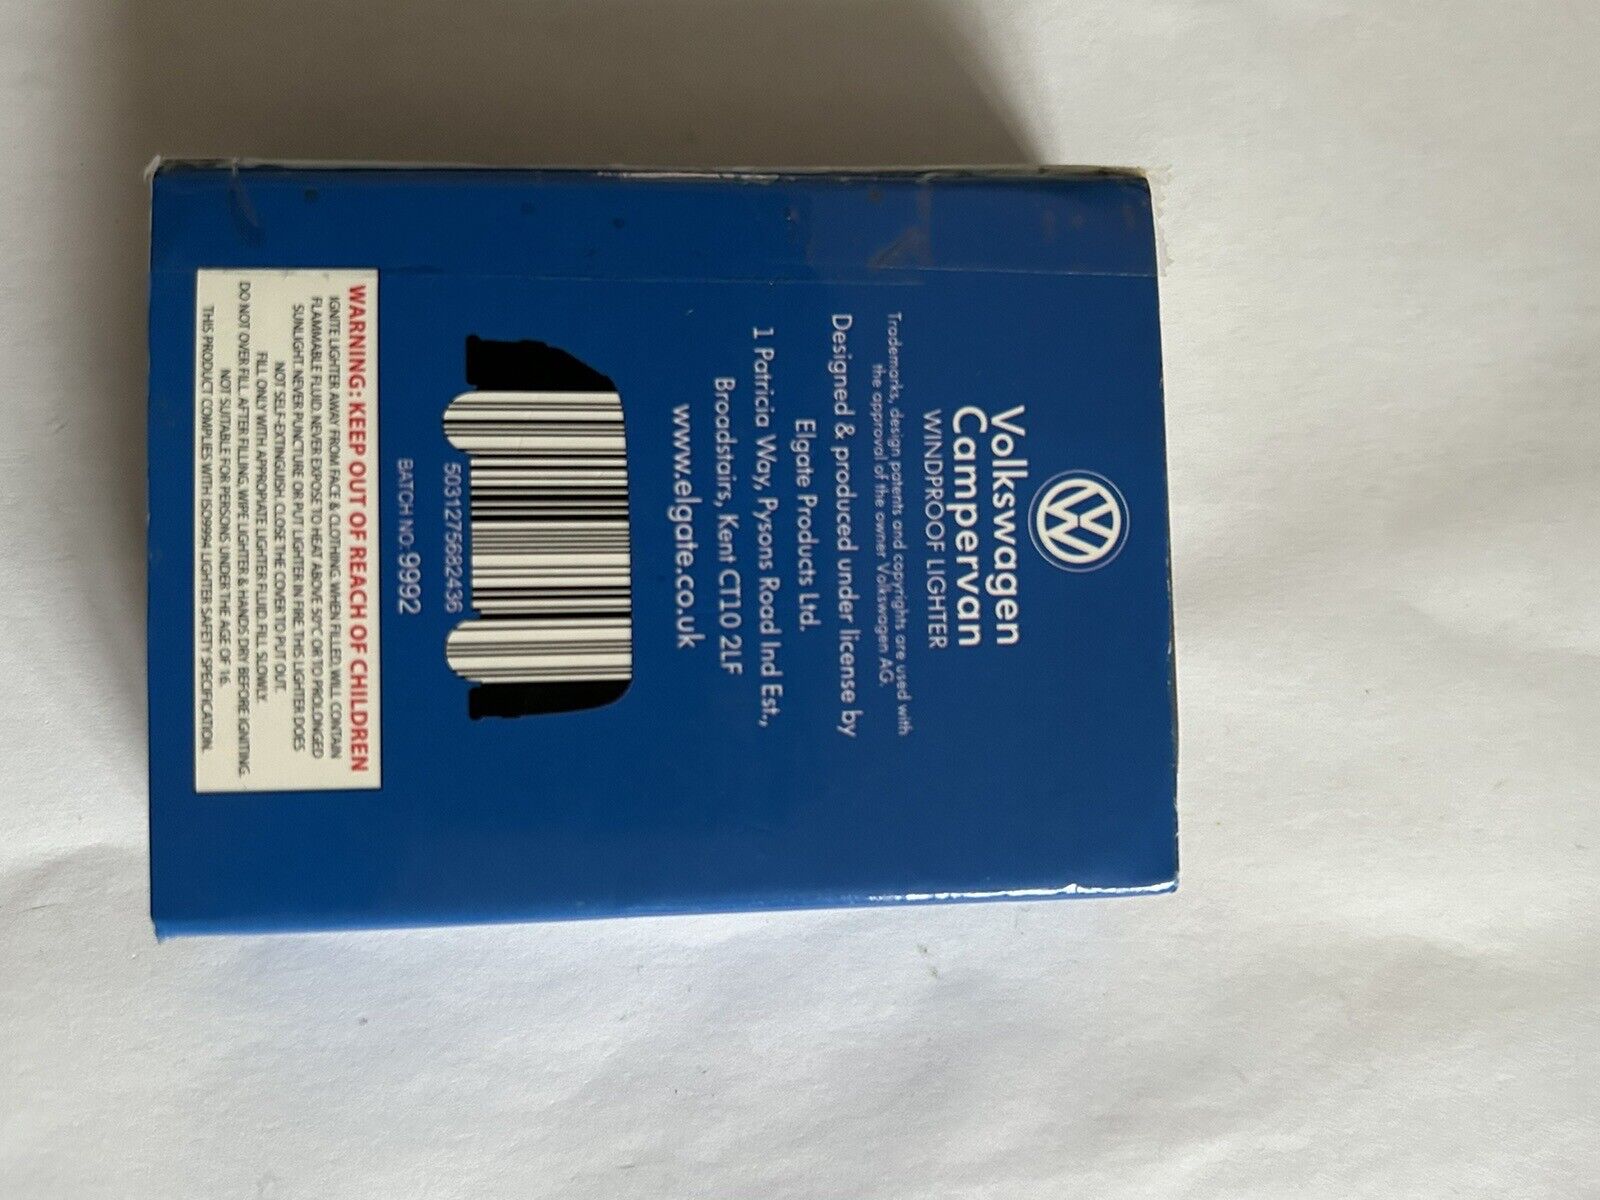 Volkswagen
Campervan
WINDPROOF LIGHTER
Trademarks, design patents and copyrights are used with
the approval of the owner Volkswagen AG.
Designed & produced under license by
Elgate Products Ltd.
1 Patricia Way, Pysons Road Ind Est.,
Broadstairs, Kent CT10 2LF
www.elgate.co.uk
5031275682436
BATCH NO: 9992
WARNING: KEEP OUT OF REACH OF CHILDREN
IGNITE LIGHTER AWAY FROM FACE & CLOTHING. WHEN FILLED, WILL CONTAIN
FLAMMABLE FLUID. NEVER EXPOSE TO HEAT ABOVE 50°C OR TO PROLONGED
SUNLIGHT. NEVER PUNCTURE OR PUT LIGHTER IN FIRE. THIS LIGHTER DOES
NOT SELF-EXTINGUISH. CLOSE THE COVER TO PUT OUT.
FILL ONLY WITH APPROPIATE LIGHTER FLUID. FILL SLOWLY.
DO NOT OVER FILL. AFTER FILLING, WIPE LIGHTER & HANDS DRY BEFORE IGNITING.
NOT SUITABLE FOR PERSONS UNDER THE AGE OF 16.
THIS PRODUCT COMPLIES WITH ISO9994 LIGHTER SAFETY SPECIFICATION.